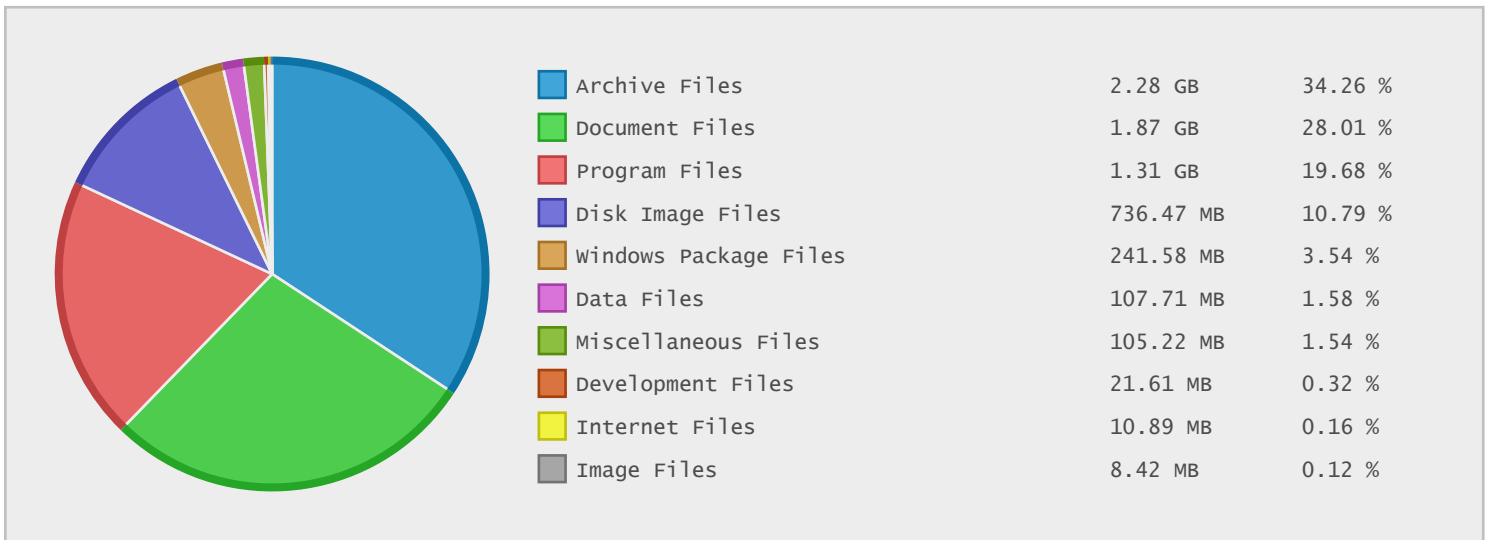 Archive Files 2.28 GB 34.26 %
Document Files 1.87 GB 28.01 %
Program Files 1.31 GB 19.68 %
Disk Image Files 736.47 MB 10.79 %
Windows Package Files 241.58 MB 3.54 %
Data Files 107.71 MB 1.58 %
Miscellaneous Files 105.22 MB 1.54 %
Development Files 21.61 MB 0.32 %
Internet Files 10.89 MB 0.16 %
Image Files 8.42 MB 0.12 %